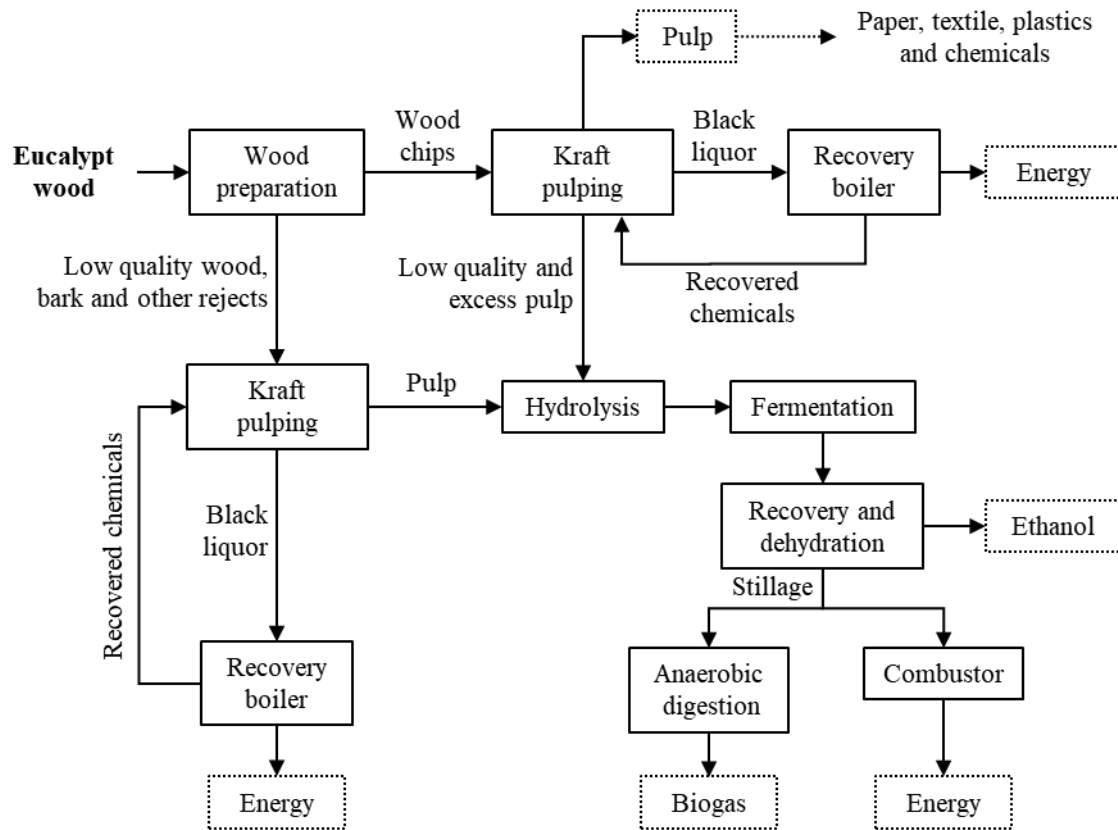 Pulp
Paper, textile, plastics
and chemicals
Eucalypt
wood
Wood
preparation
Wood
chips
Kraft
pulping
Black
liquor
Recovery
boiler
Energy
Low quality wood,
bark and other rejects
Low quality and
excess pulp
Recovered
chemicals
Kraft
pulping
Pulp
Hydrolysis
Fermentation
Recovered chemicals
Black
liquor
Recovery and
dehydration
Ethanol
Stillage
Recovery
boiler
Anaerobic
digestion
Combustor
Energy
Biogas
Energy